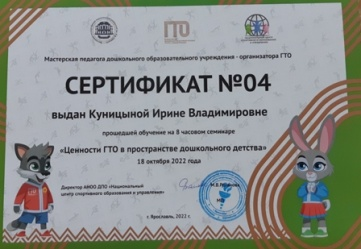 ГТО
Мастерская педагога дошкольного образовательного учреждения - организатора ГТО
СЕРТИФИКАТ №04
выдан Куницыной Ирине Владимировне
прошедшей обучение на 8 часовом семинаре
«Ценности ГТО в пространстве дошкольного детства»
18 октября 2022 года
Директор АНОО ДПО «Национальный
центр спортивного образования и управления»
г. Ярославль, 2022 г.